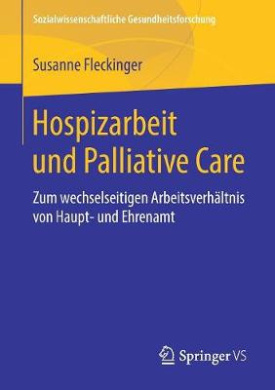 Sozialwissenschaftliche Gesundheitsforschung
Susanne Fleckinger
Hospizarbeit
und Palliative Care
Zum wechselseitigen Arbeitsverhältnis
von Haupt- und Ehrenamt
Springer VS